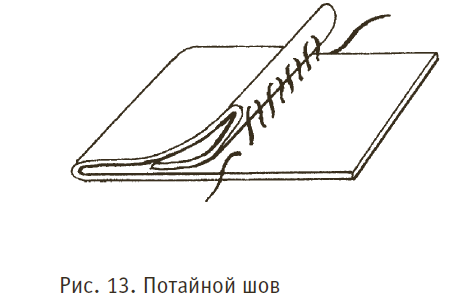 Рис. 13. Потайной шов